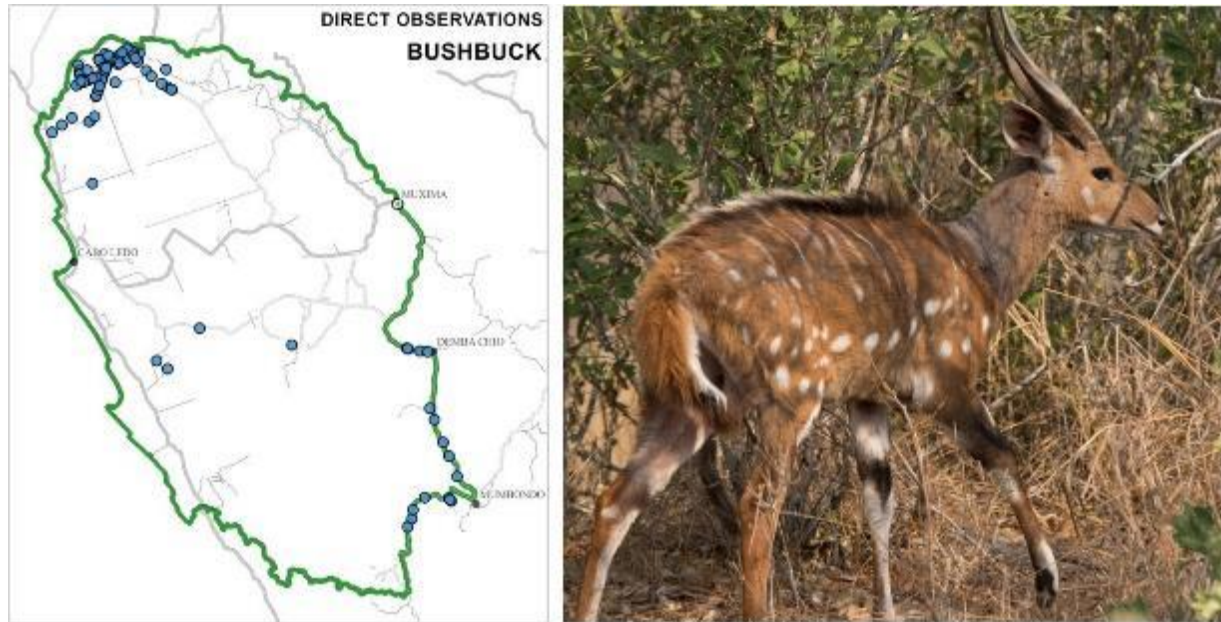 DIRECT OBSERVATIONS
BUSHBUCK
MUXIMA
CABO LEDO
DEMBA CHIO
MUMBONDO